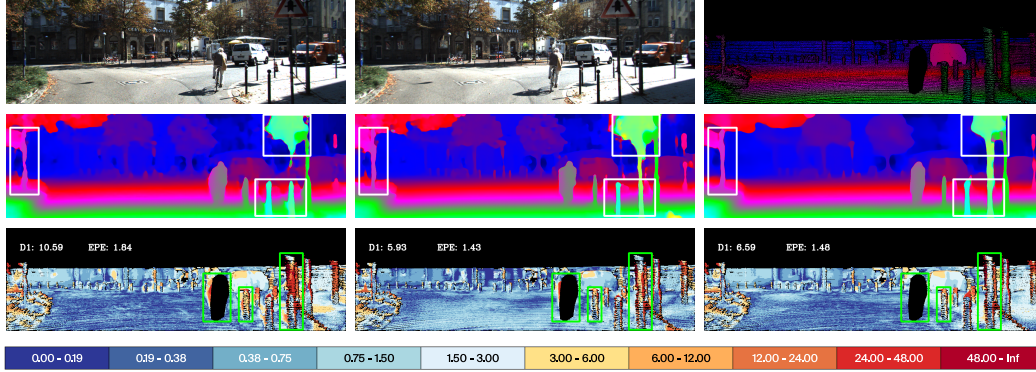 D1: 10.59 EPE: 1.84
D1: 5.93 EPE: 1.43
D1: 6.59 EPE: 1.48
0.00 - 0.19 0.19 - 0.38 0.38 - 0.75 0.75 - 1.50 1.50 - 3.00 3.00 - 6.00 6.00 - 12.00 12.00 - 24.00 24.00 - 48.00 48.00 - Inf